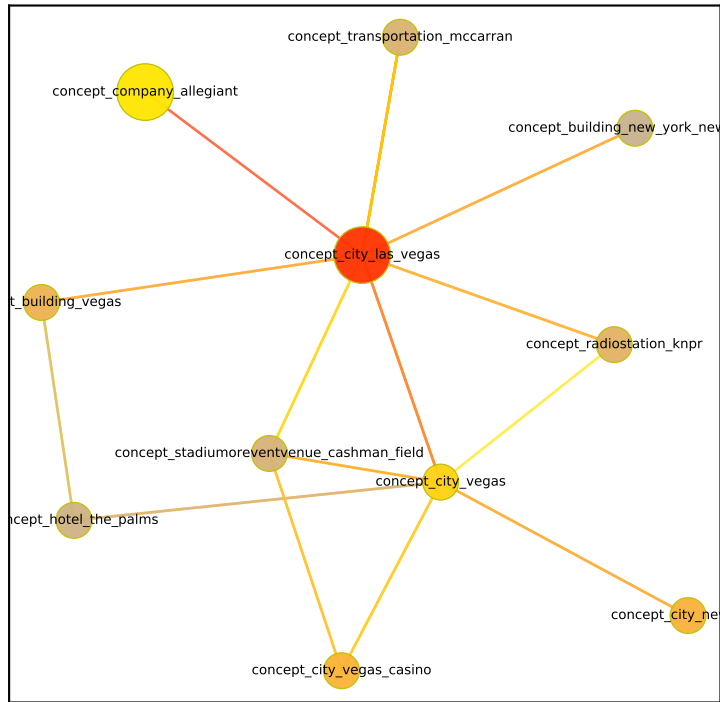 concept_transportation_mccarran
concept_company_allegiant
concept_building_new_york_new
concept_city_las_vegas
t_building_vegas
concept_radiostation_knpr
concept_stadiumoreventvenue_cashman_field
concept_city_vegas
ncept_hotel_the_palms
concept_city_ne
concept_city_vegas_casino